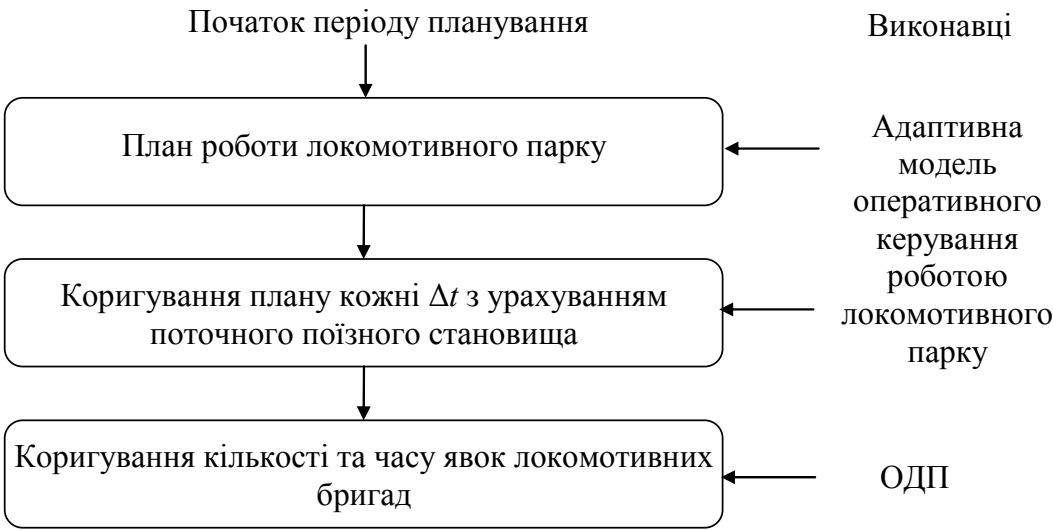 Початок періоду планування
Виконавці
План роботи локомотивного парку
Адаптивна
модель
оперативного
керування
роботою
локомотивного
парку
Коригування плану кожні Δt з урахуванням
поточного поїзного становища
Коригування кількості та часу явок локомотивних
бригад
ОДП